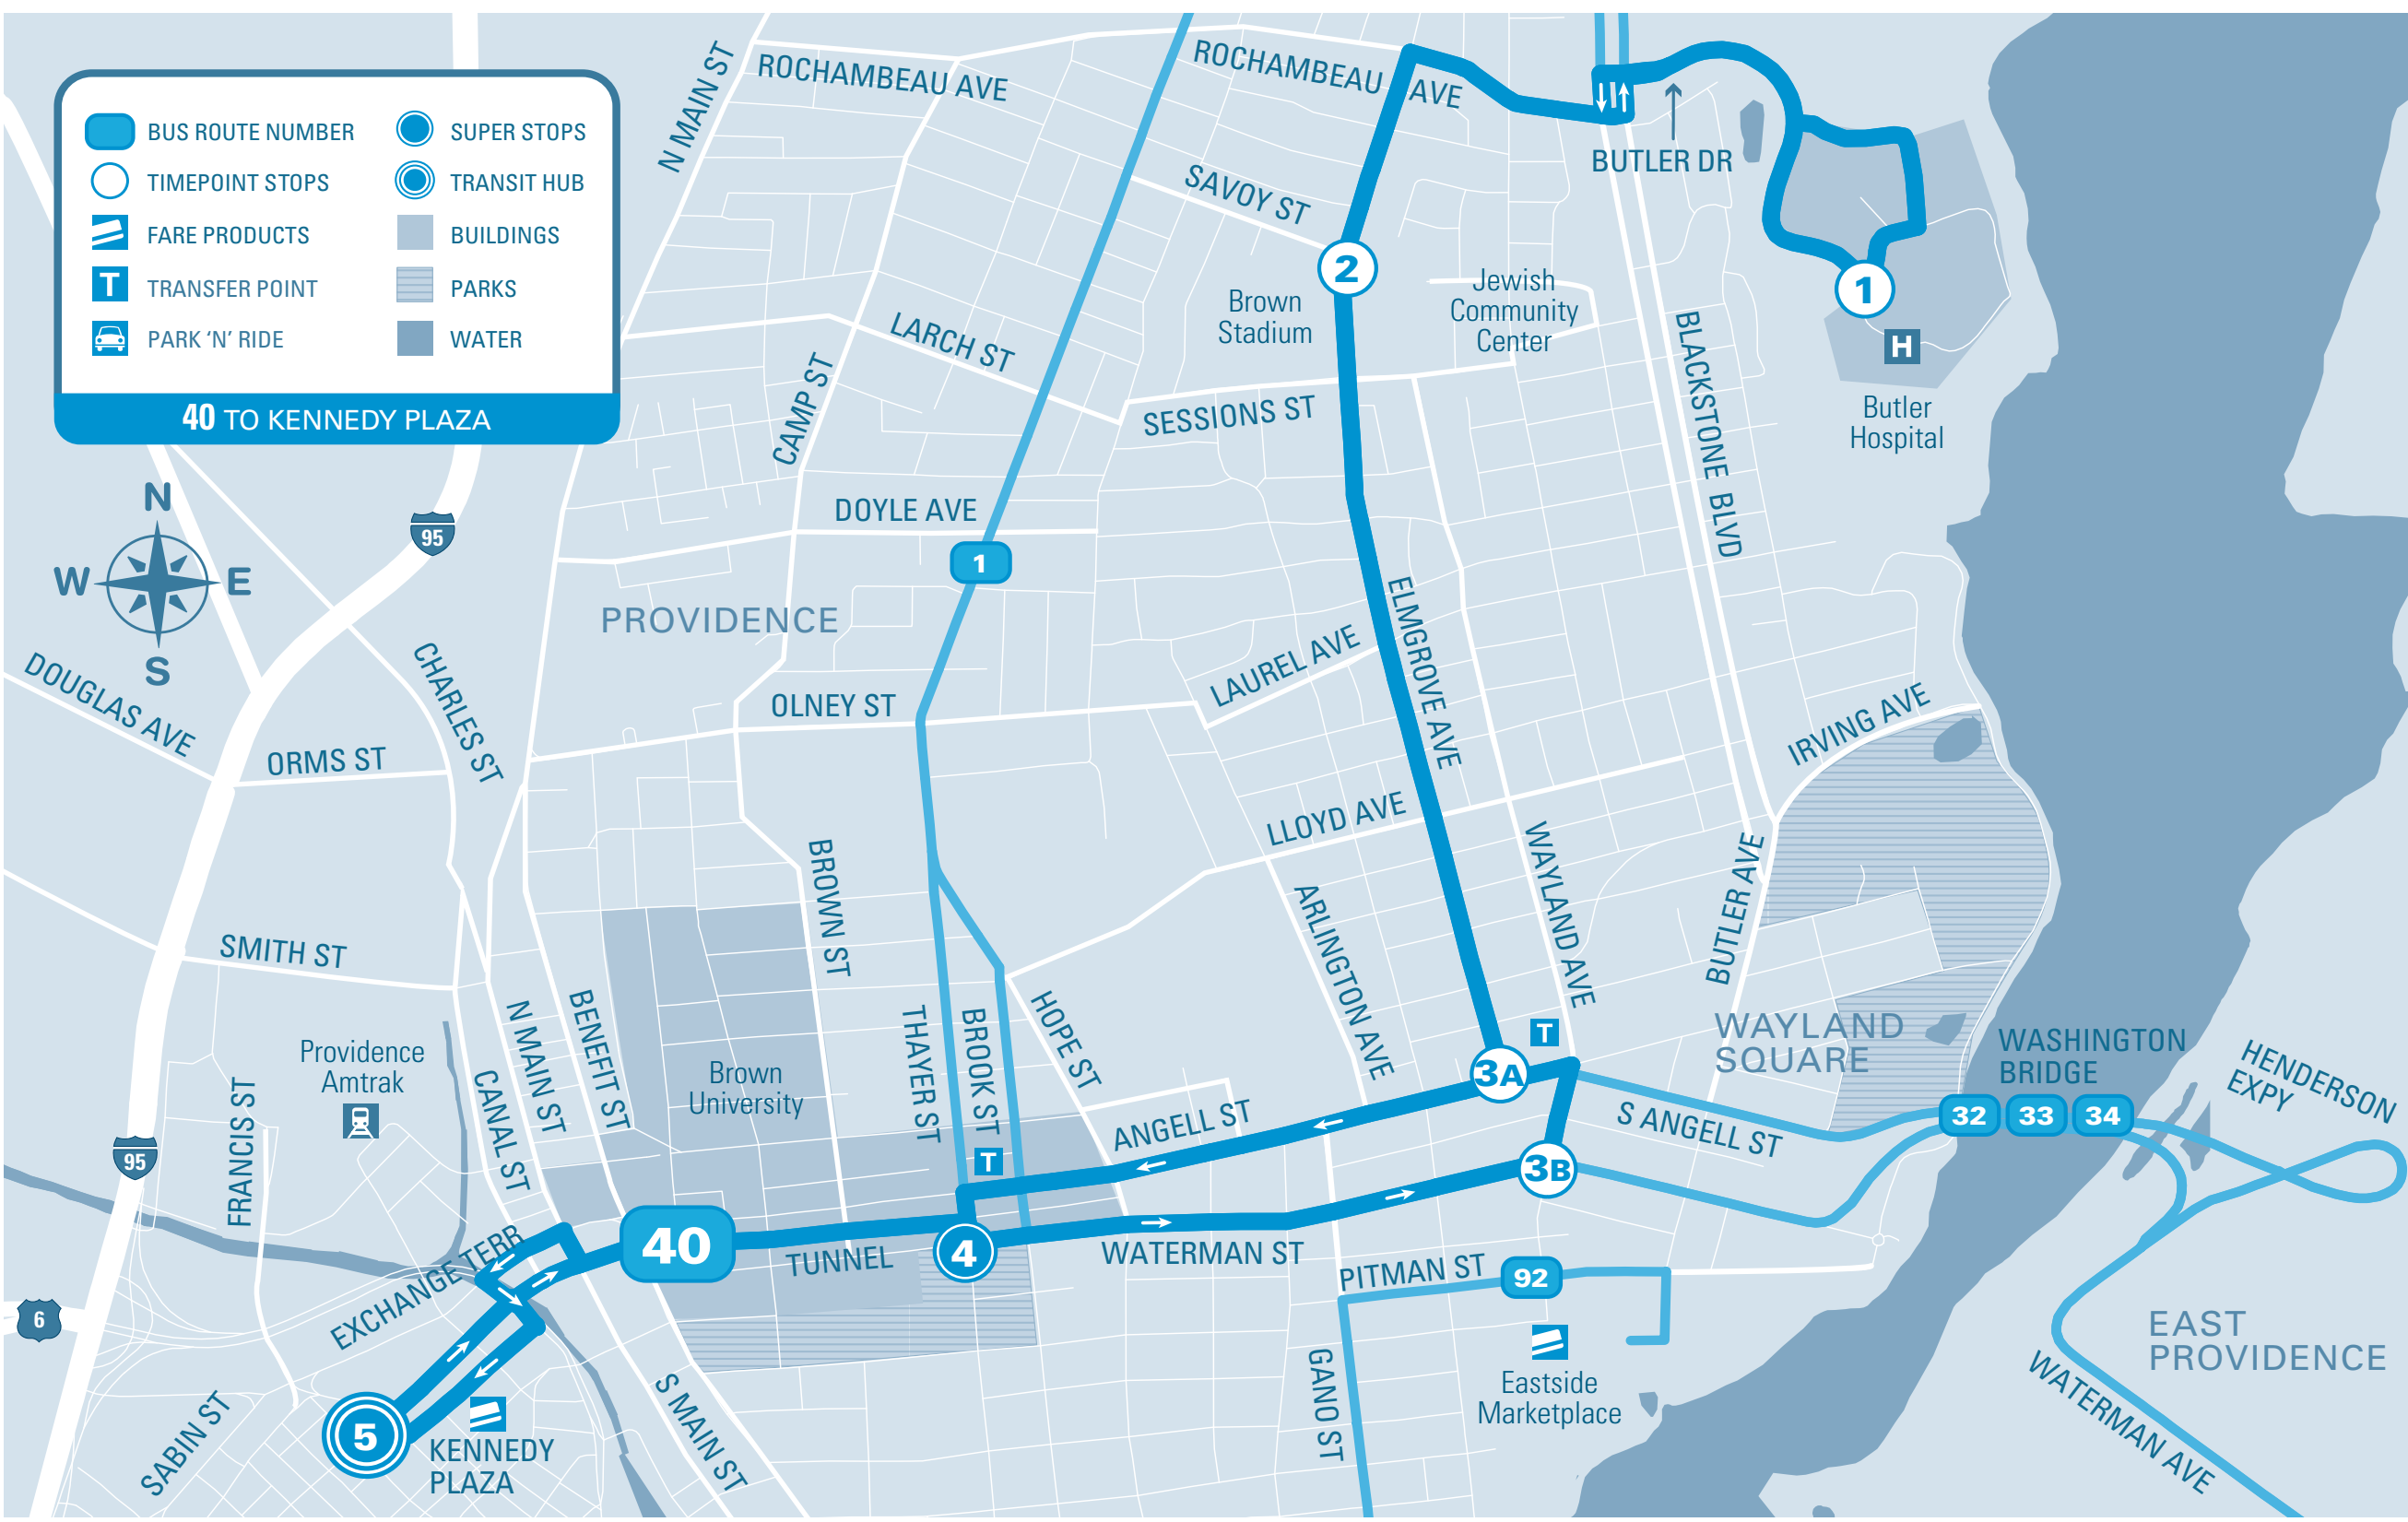 BUS ROUTE NUMBER
TIMEPOINT STOPS
FARE PRODUCTS
T
TRANSFER POINT
PARK ‘N’ RIDE
SUPER STOPS
TRANSIT HUB
BUILDINGS
PARKS
WATER
40 TO KENNEDY PLAZA
N
W
E
S
95
N MAIN ST
ROCHAMBEAU AVE
ROCHAMBEAU AVE
BUTLER DR
SAVOY ST
2
1
H
Butler
Hospital
Brown
Stadium
Jewish
Community
Center
BLACKSTONE BLVD
LARCH ST
CAMP ST
SESSIONS ST
DOYLE AVE
1
PROVIDENCE
ELMGROVE AVE
LAUREL AVE
OLNEY ST
CHARLES ST
DOUGLAS AVE
ORMS ST
IRVING AVE
LLOYD AVE
WAYLAND AVE
BUTLER AVE
BROWN ST
ARLINGTON AVE
SMITH ST
N MAIN ST
BENEFIT ST
THAYER ST
BROOK ST
HOPE ST
T
3A
WAYLAND
SQUARE
WASHINGTON
BRIDGE
32
33
34
HENDERSON
EXPY
Providence
Amtrak
Brown
University
CANAL ST
FRANCIS ST
95
T
ANGELL ST
S ANGELL ST
3B
40
TUNNEL
4
WATERMAN ST
EXCHANGE TERR
PITMAN ST
92
6
Eastside
Marketplace
GANO ST
EAST
PROVIDENCE
WATERMAN AVE
S MAIN ST
SABIN ST
5
KENNEDY
PLAZA